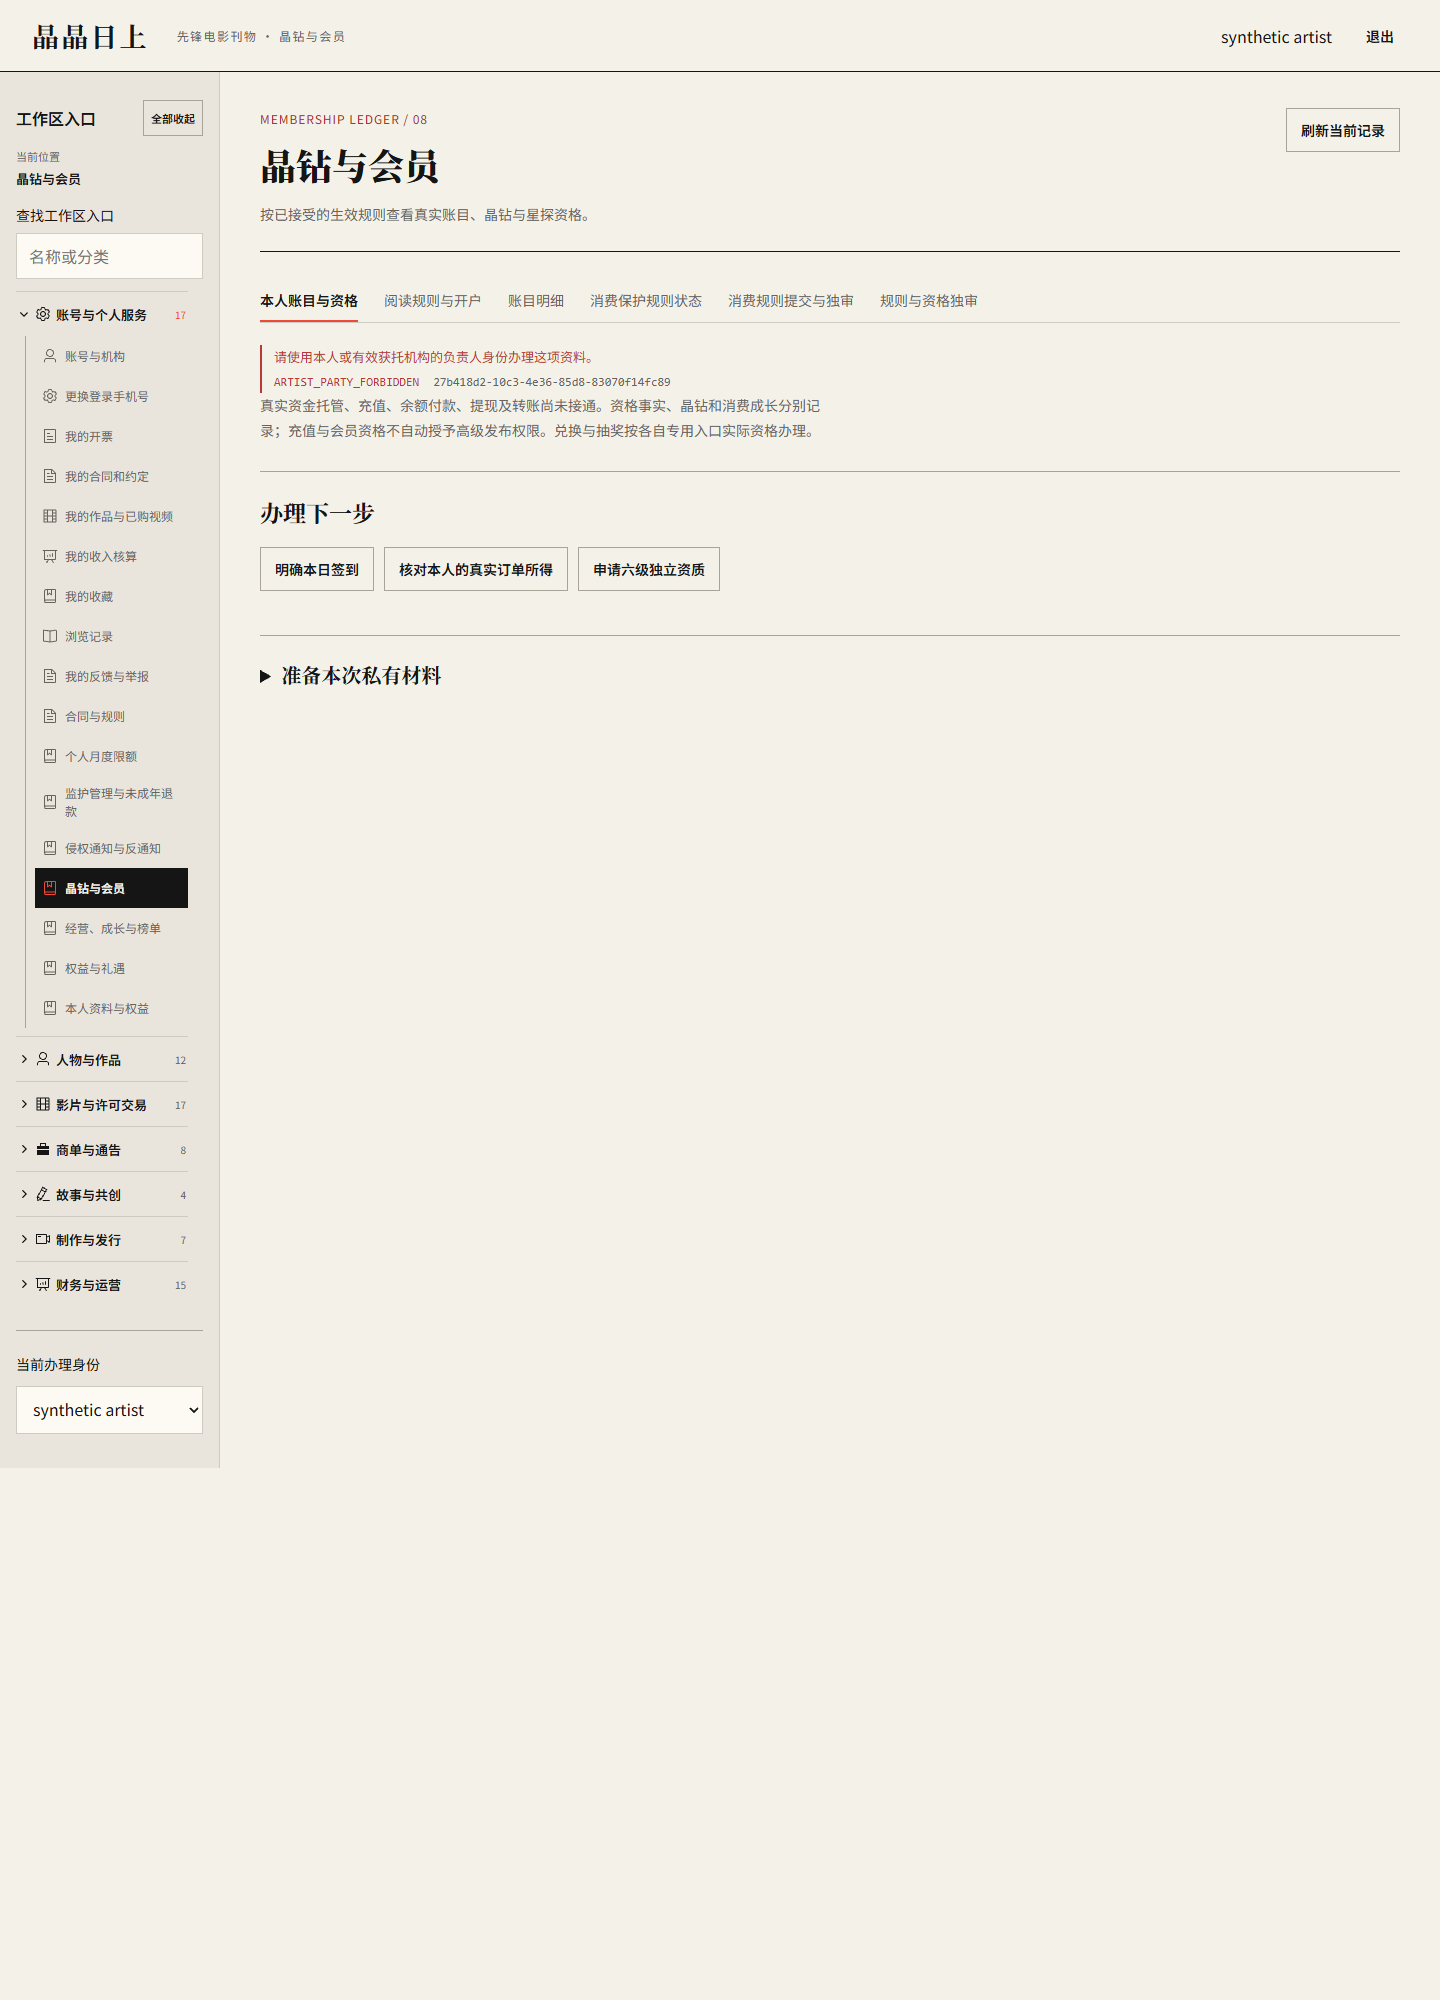 晶晶日上
先锋电影刊物 • 晶钻与会员
synthetic artist
退出
工作区入口
全部收起
当前位置
晶钻与会员
查找工作区入口
名称或分类
账号与个人服务 17
账号与机构
更换登录手机号
我的开票
我的合同和约定
我的作品与已购视频
我的收入核算
我的收藏
浏览记录
我的反馈与举报
合同与规则
个人月度限额
监护管理与未成年退
款
侵权通知与反通知
晶钻与会员
经营、成长与榜单
权益与礼遇
本人资料与权益
人物与作品 12
影片与许可交易 17
商单与通告 8
故事与共创 4
制作与发行 7
财务与运营 15
当前办理身份
synthetic artist
MEMBERSHIP LEDGER / 08
晶钻与会员
按已接受的生效规则查看真实账目、晶钻与星探资格。
刷新当前记录
本人账目与资格 阅读规则与开户 账目明细 消费保护规则状态 消费规则提交与独审 规则与资格独审
请使用本人或有效获托机构的负责人身份办理这项资料。
ARTIST_PARTY_FORBIDDEN 27b418d2-10c3-4e36-85d8-83070f14fc89
真实资金托管、充值、余额付款、提现及转账尚未接通。资格事实、晶钻和消费成长分别记
录；充值与会员资格不自动授予高级发布权限。兑换与抽奖按各自专用入口实际资格办理。
办理下一步
明确本日签到 核对本人的真实订单所得 申请六级独立资质
准备本次私有材料